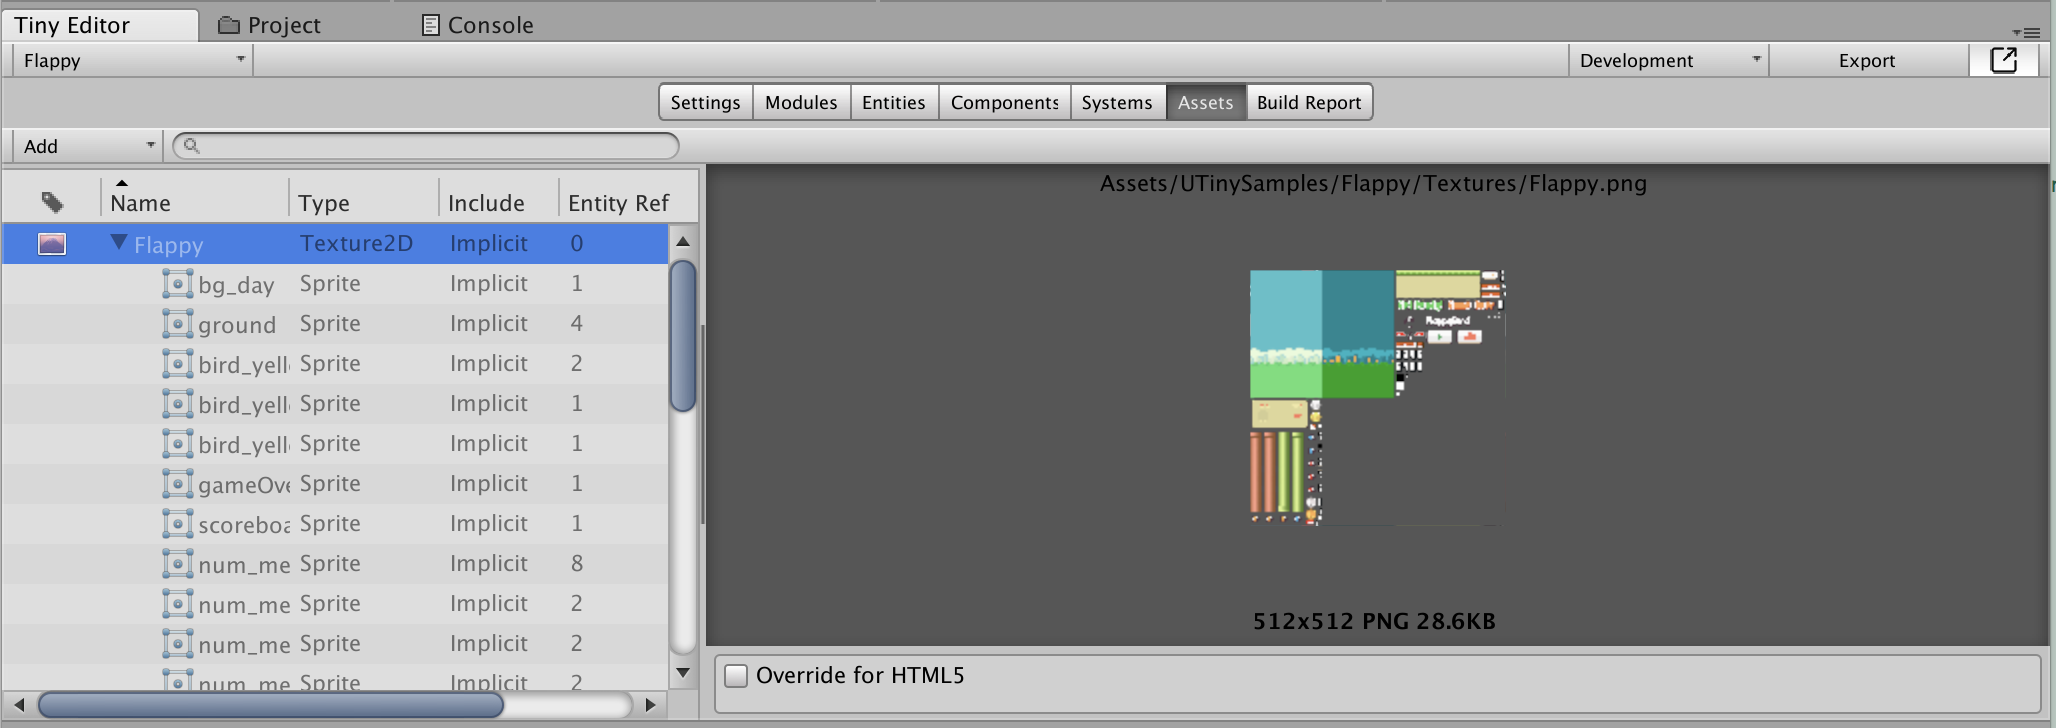 Tiny Editor Project Console
Flappy Development Export
Settings Modules Entities Components Systems Assets Build Report
Add
Name Type Include Entity Ref
Assets/UTinySamples/Flappy/Textures/Flappy.png
Flappy Texture2D Implicit 0
bg_day Sprite Implicit 1
ground Sprite Implicit 4
bird_yell Sprite Implicit 2
bird_yell Sprite Implicit 1
bird_yell Sprite Implicit 1
gameOve Sprite Implicit 1
scoreboa Sprite Implicit 1
num_me Sprite Implicit 8
num_me Sprite Implicit 2
num_me Sprite Implicit 2
num_me Sprite Implicit 2
512x512 PNG 28.6KB
Override for HTML5